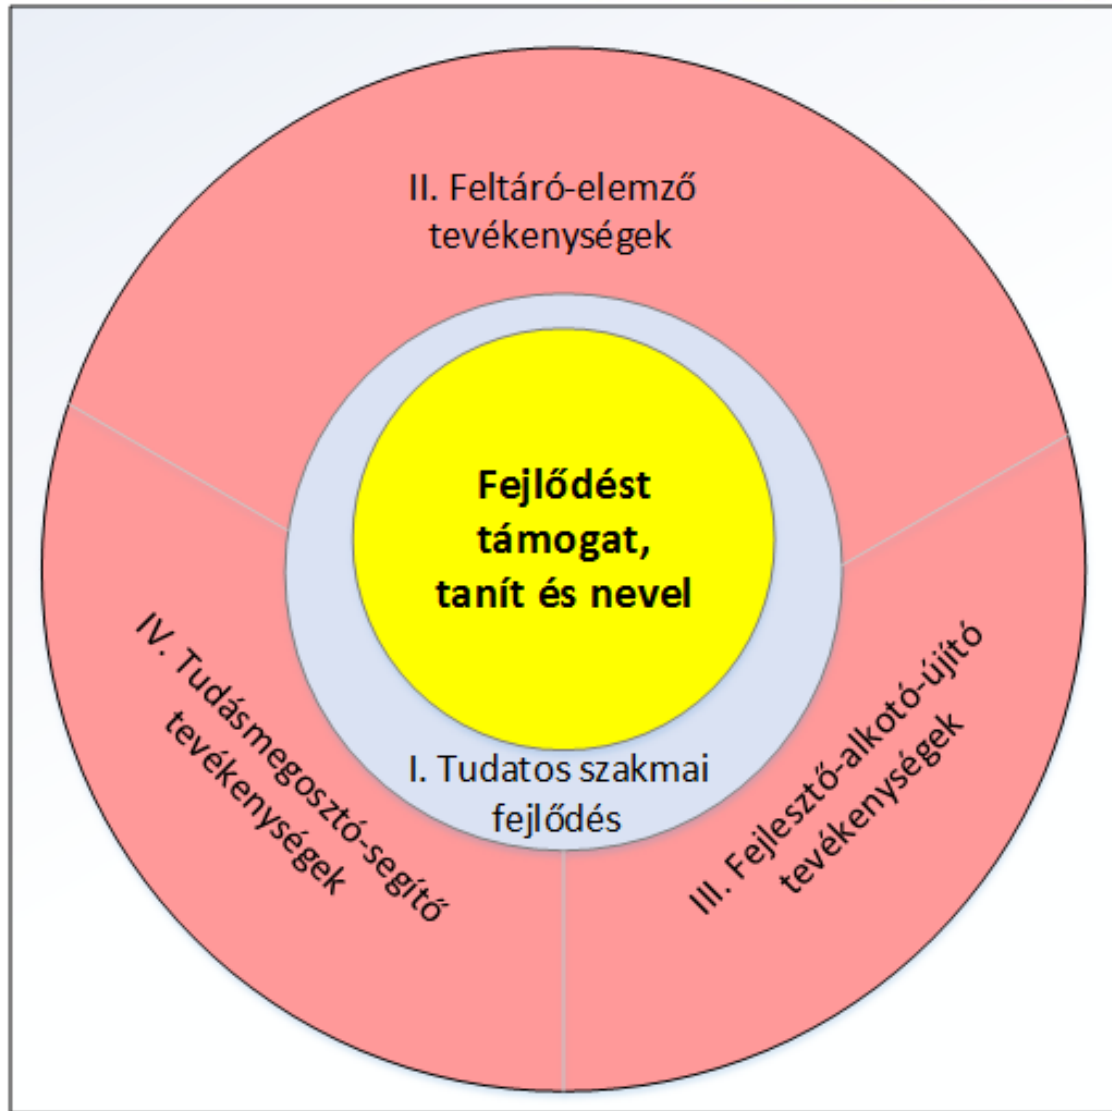 II. Feltáró-elemző
tevékenységek
Fejlődést
támogat,
tanít és nevel
I. Tudatos szakmai
fejlődés
III. Fejlesztő-alkotó-újító
tevékenységek
IV. Tudásmegosztó-segítő
tevékenységek